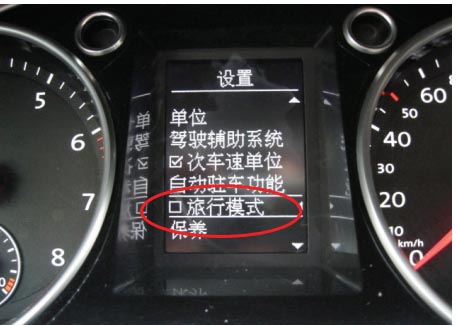 设置
单位
驾驶辅助系统
次车速单位
自动驻车功能
旅行模式
保养
5
6
7
8
60
50
40
30
20
10
km/h
0